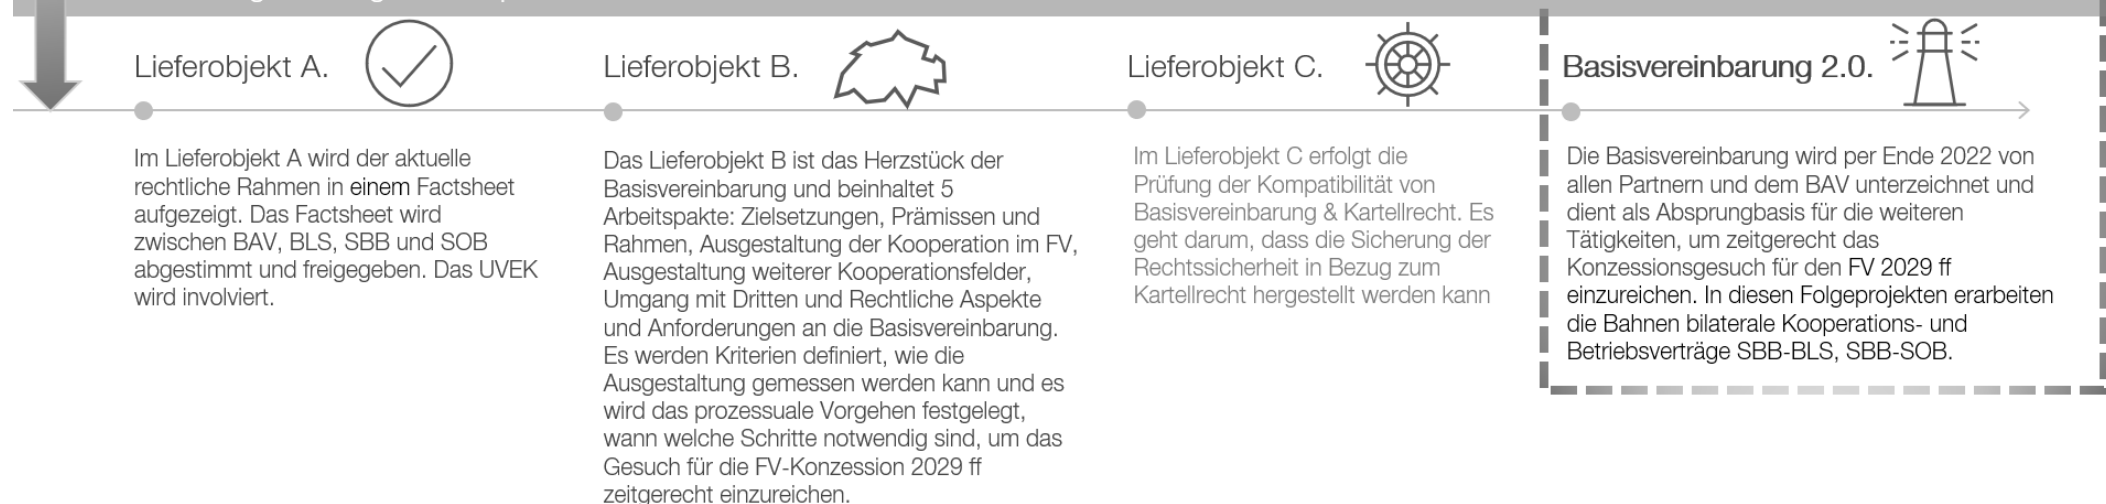 Lieferobjekt A.
Im Lieferobjekt A wird der aktuelle
rechtliche Rahmen in einem Factsheet
aufgezeigt. Das Factsheet wird
zwischen BAV, BLS, SBB und SOB
abgestimmt und freigegeben. Das UVEK
wird involviert.
Lieferobjekt B.
Das Lieferobjekt B ist das Herzstück der
Basisvereinbarung und beinhaltet 5
Arbeitspakte: Zielsetzungen, Prämissen und
Rahmen, Ausgestaltung der Kooperation im FV,
Ausgestaltung weiterer Kooperationsfelder,
Umgang mit Dritten und Rechtliche Aspekte
und Anforderungen an die Basisvereinbarung.
Es werden Kriterien definiert, wie die
Ausgestaltung gemessen werden kann und es
wird das prozessuale Vorgehen festgelegt,
wann welche Schritte notwendig sind, um das
Gesuch für die FV-Konzession 2029 ff
zeitgerecht einzureichen.
Lieferobjekt C.
Im Lieferobjekt C erfolgt die
Prüfung der Kompatibilität von
Basisvereinbarung & Kartellrecht. Es
geht darum, dass die Sicherung der
Rechtssicherheit in Bezug zum
Kartellrecht hergestellt werden kann
Basisvereinbarung 2.0.
Die Basisvereinbarung wird per Ende 2022 von
allen Partnern und dem BAV unterzeichnet und
dient als Absprungbasis für die weiteren
Tätigkeiten, um zeitgerecht das
Konzessionsgesuch für den FV 2029 ff
einzureichen. In diesen Folgeprojekten erarbeiten
die Bahnen bilaterale Kooperations- und
Betriebsverträge SBB-BLS, SBB-SOB.